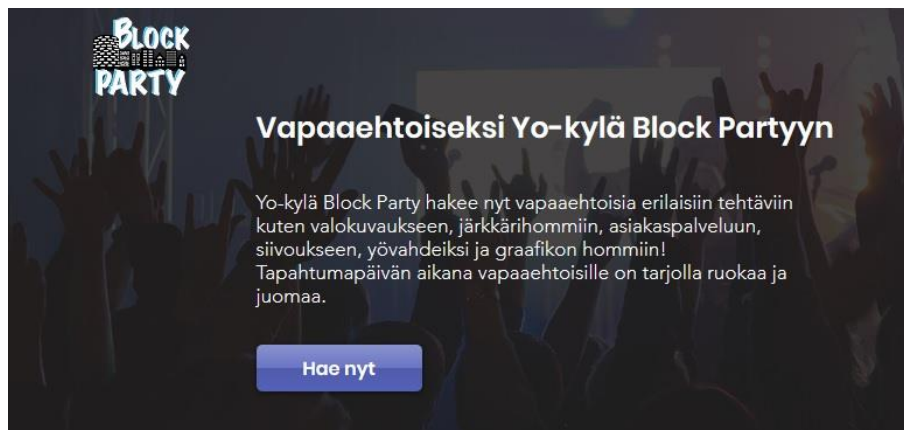 BLOCK
PARTY
Vapaaehtoiseksi Yo-kylä Block Partyyn
Yo-kylä Block Party hakee nyt vapaaehtoisia erilaisiin tehtäviin
kuten valokuvaukseen, järkkärihommiin, asiakaspalveluun,
siivoukseen, yövahdeiksi ja graafikon hommiin!
Tapahtumapäivän aikana vapaaehtoisille on tarjolla ruokaa ja
juomaa.
Hae nyt